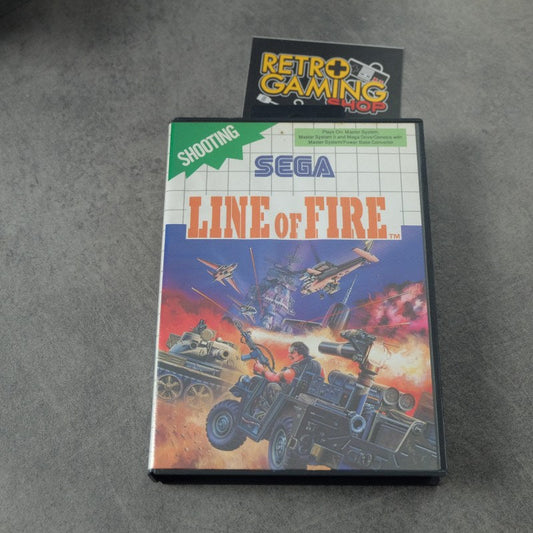 RETRO
GAMING
SHOP
SHOOTING
Plays On: Master System,
Master System II and Mega Drive/Genesis with
Master System/Power Base Converter
SEGA
LINE OF FIRE
TM